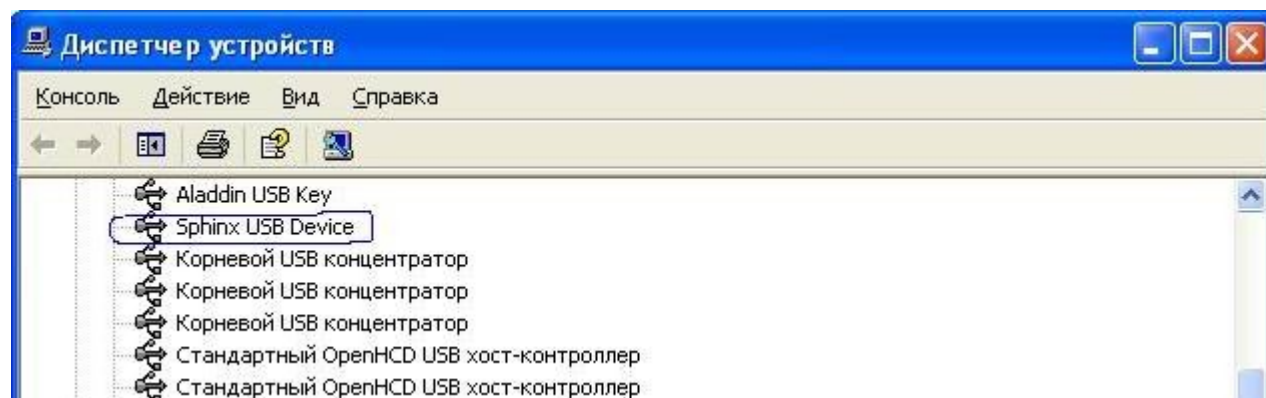 Диспетчер устройств
Консоль Действие Вид Справка
Aladdin USB Key
Sphinx USB Device
Корневой USB концентратор
Корневой USB концентратор
Корневой USB концентратор
Стандартный OpenHCD USB хост-контроллер
Стандартный OpenHCD USB хост-контроллер